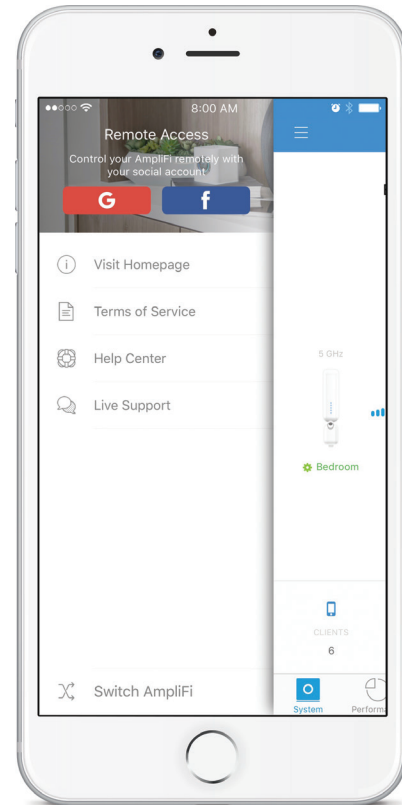 8:00 AM
Remote Access
Control your AmpliFi remotely with
your social account
G f
Visit Homepage
Terms of Service
Help Center
Live Support
Switch AmpliFi
5 GHz
Bedroom
CLIENTS
6
System